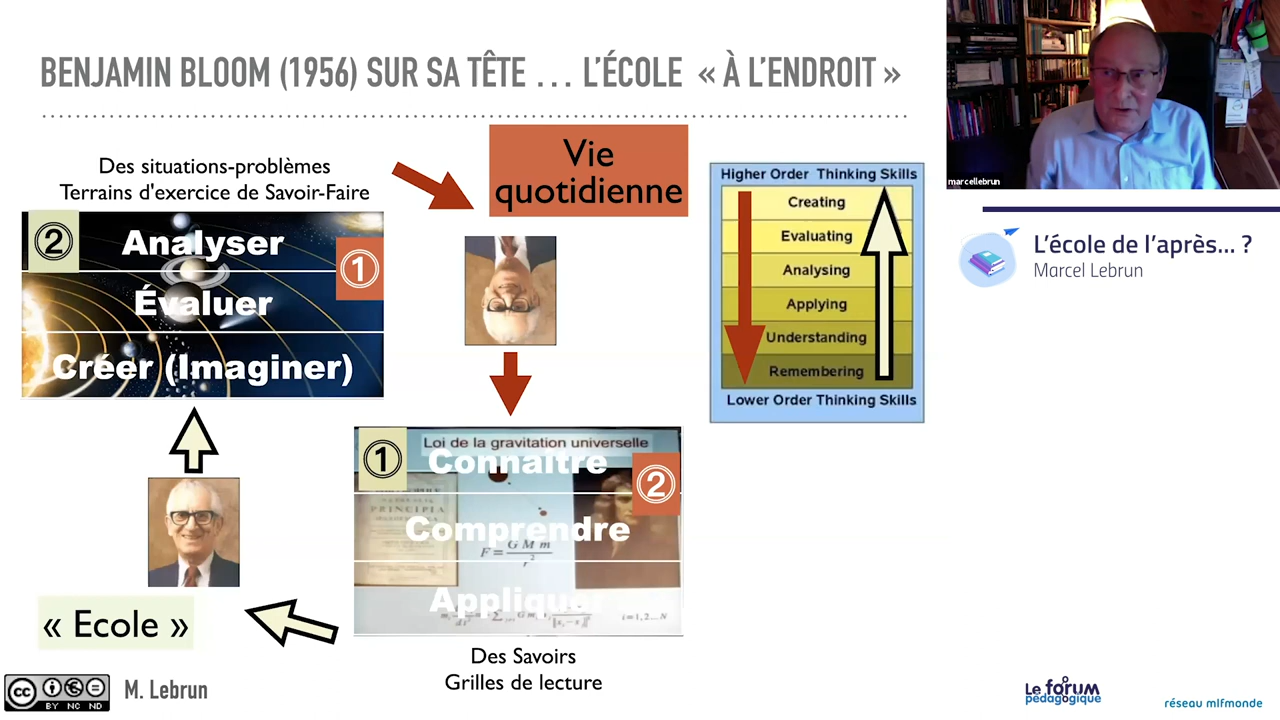 BENJAMIN BLOOM (1956) SUR SA TÊTE ... L'ÉCOLE « À L'ENDROIT »
Des situations-problèmes
Terrains d'exercice de Savoir-Faire
Vie
quotidienne
2
Analyser
1
Évaluer
Créer (Imaginer)
Higher Order Thinking Skills
Creating
Evaluating
Analysing
Applying
Understanding
Remembering
Lower Order Thinking Skills
marcellebrun
L'école de l'après... ?
Marcel Lebrun
1
Loi de la gravitation universelle
Connaître
2
PRINCIPIA
Comprendre
F = G M m
r²
Appliquer
i=1,2...N
Des Savoirs
Grilles de lecture
« Ecole »
cc
BY NC ND
M. Lebrun
Le forum
pédagogique
réseau mlfmonde